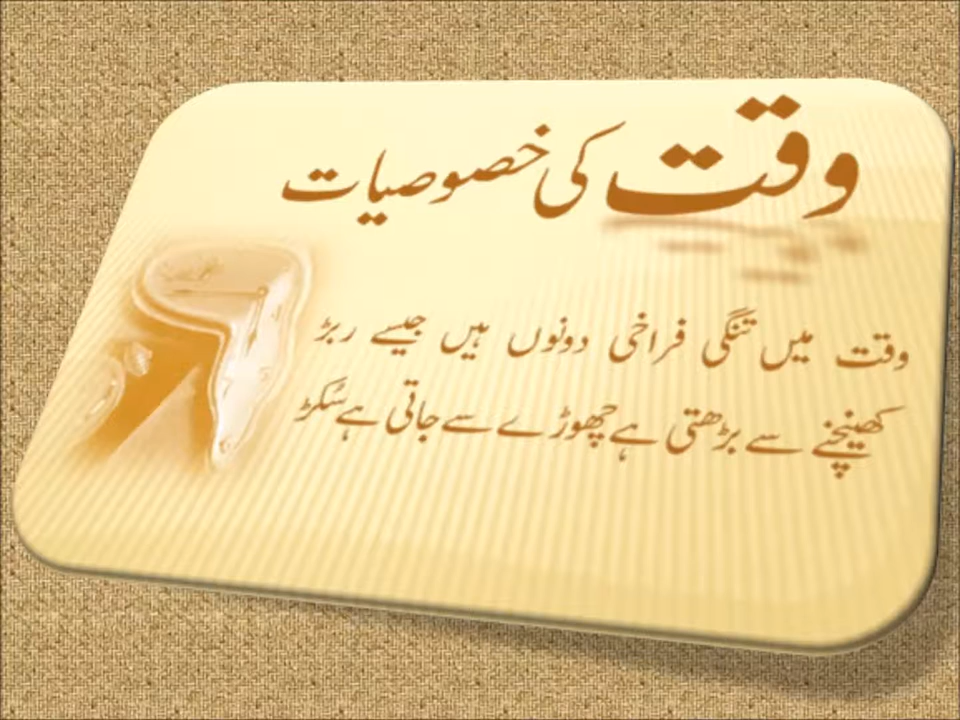 وقت کی خصوصیات
وقت میں تنگی فراخی دونوں ہیں جیسے ربڑ
کھینچنے سے بڑھتی ہے چھوڑے سے جاتی ہے سکڑ